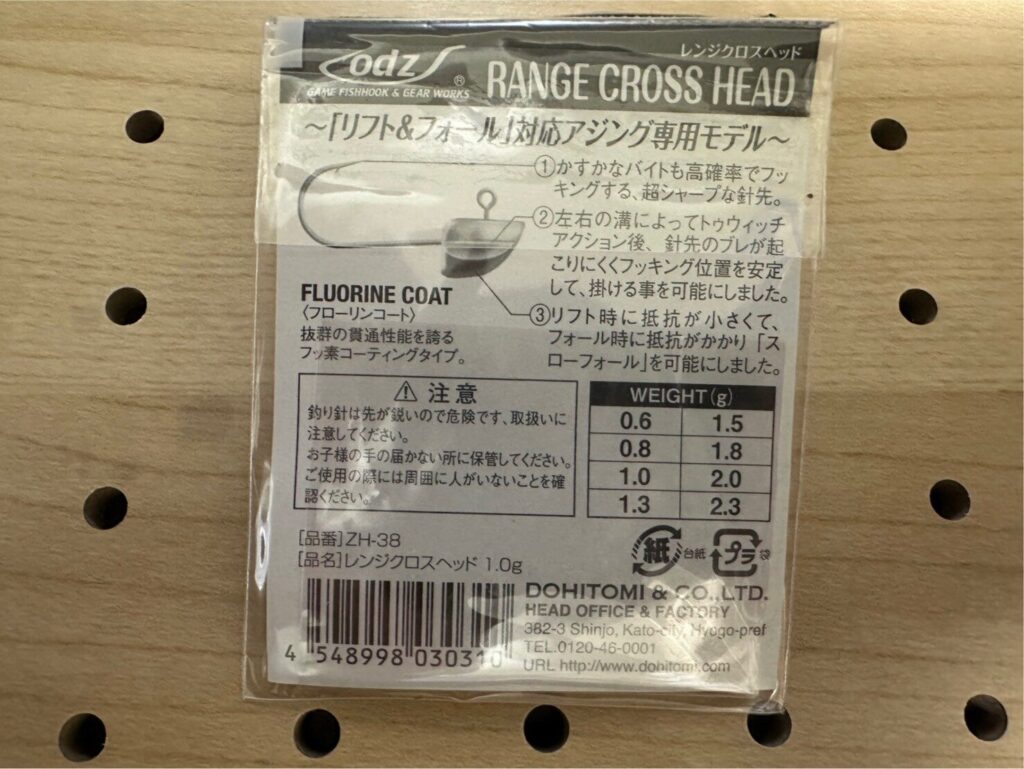 レンジクロスヘッド
odz ®
GAME FISHHOOK & GEAR WORKS
RANGE CROSS HEAD
～「リフト&フォール」対応アジング専用モデル～
①かすかなバイトも高確率でフッ
キングする、超シャープな針先。
②左右の溝によってトゥウィッチ
アクション後、針先のブレが起
こりにくくフッキング位置を安定
して、掛ける事を可能にしました。
③リフト時に抵抗が小さくて、
フォール時に抵抗がかかり「ス
ローフォール」を可能にしました。
FLUORINE COAT
〈フローリンコート〉
抜群の貫通性能を誇る
フッ素コーティングタイプ。
⚠ 注意
釣り針は先が鋭いので危険です、取扱いに
注意してください。
お子様の手の届かない所に保管してください。
ご使用の際には周囲に人がいないことを確
認ください。
WEIGHT(g)
0.6 1.5
0.8 1.8
1.0 2.0
1.3 2.3
[品番]ZH-38
[品名]レンジクロスヘッド 1.0g
紙 台紙 プラ 袋
DOHITOMI & CO.,LTD.
HEAD OFFICE & FACTORY
382-3 Shinjo, Kato-city, Hyogo-pref
TEL.0120-46-0001
URL http://www.dohitomi.com
4 548998 030310